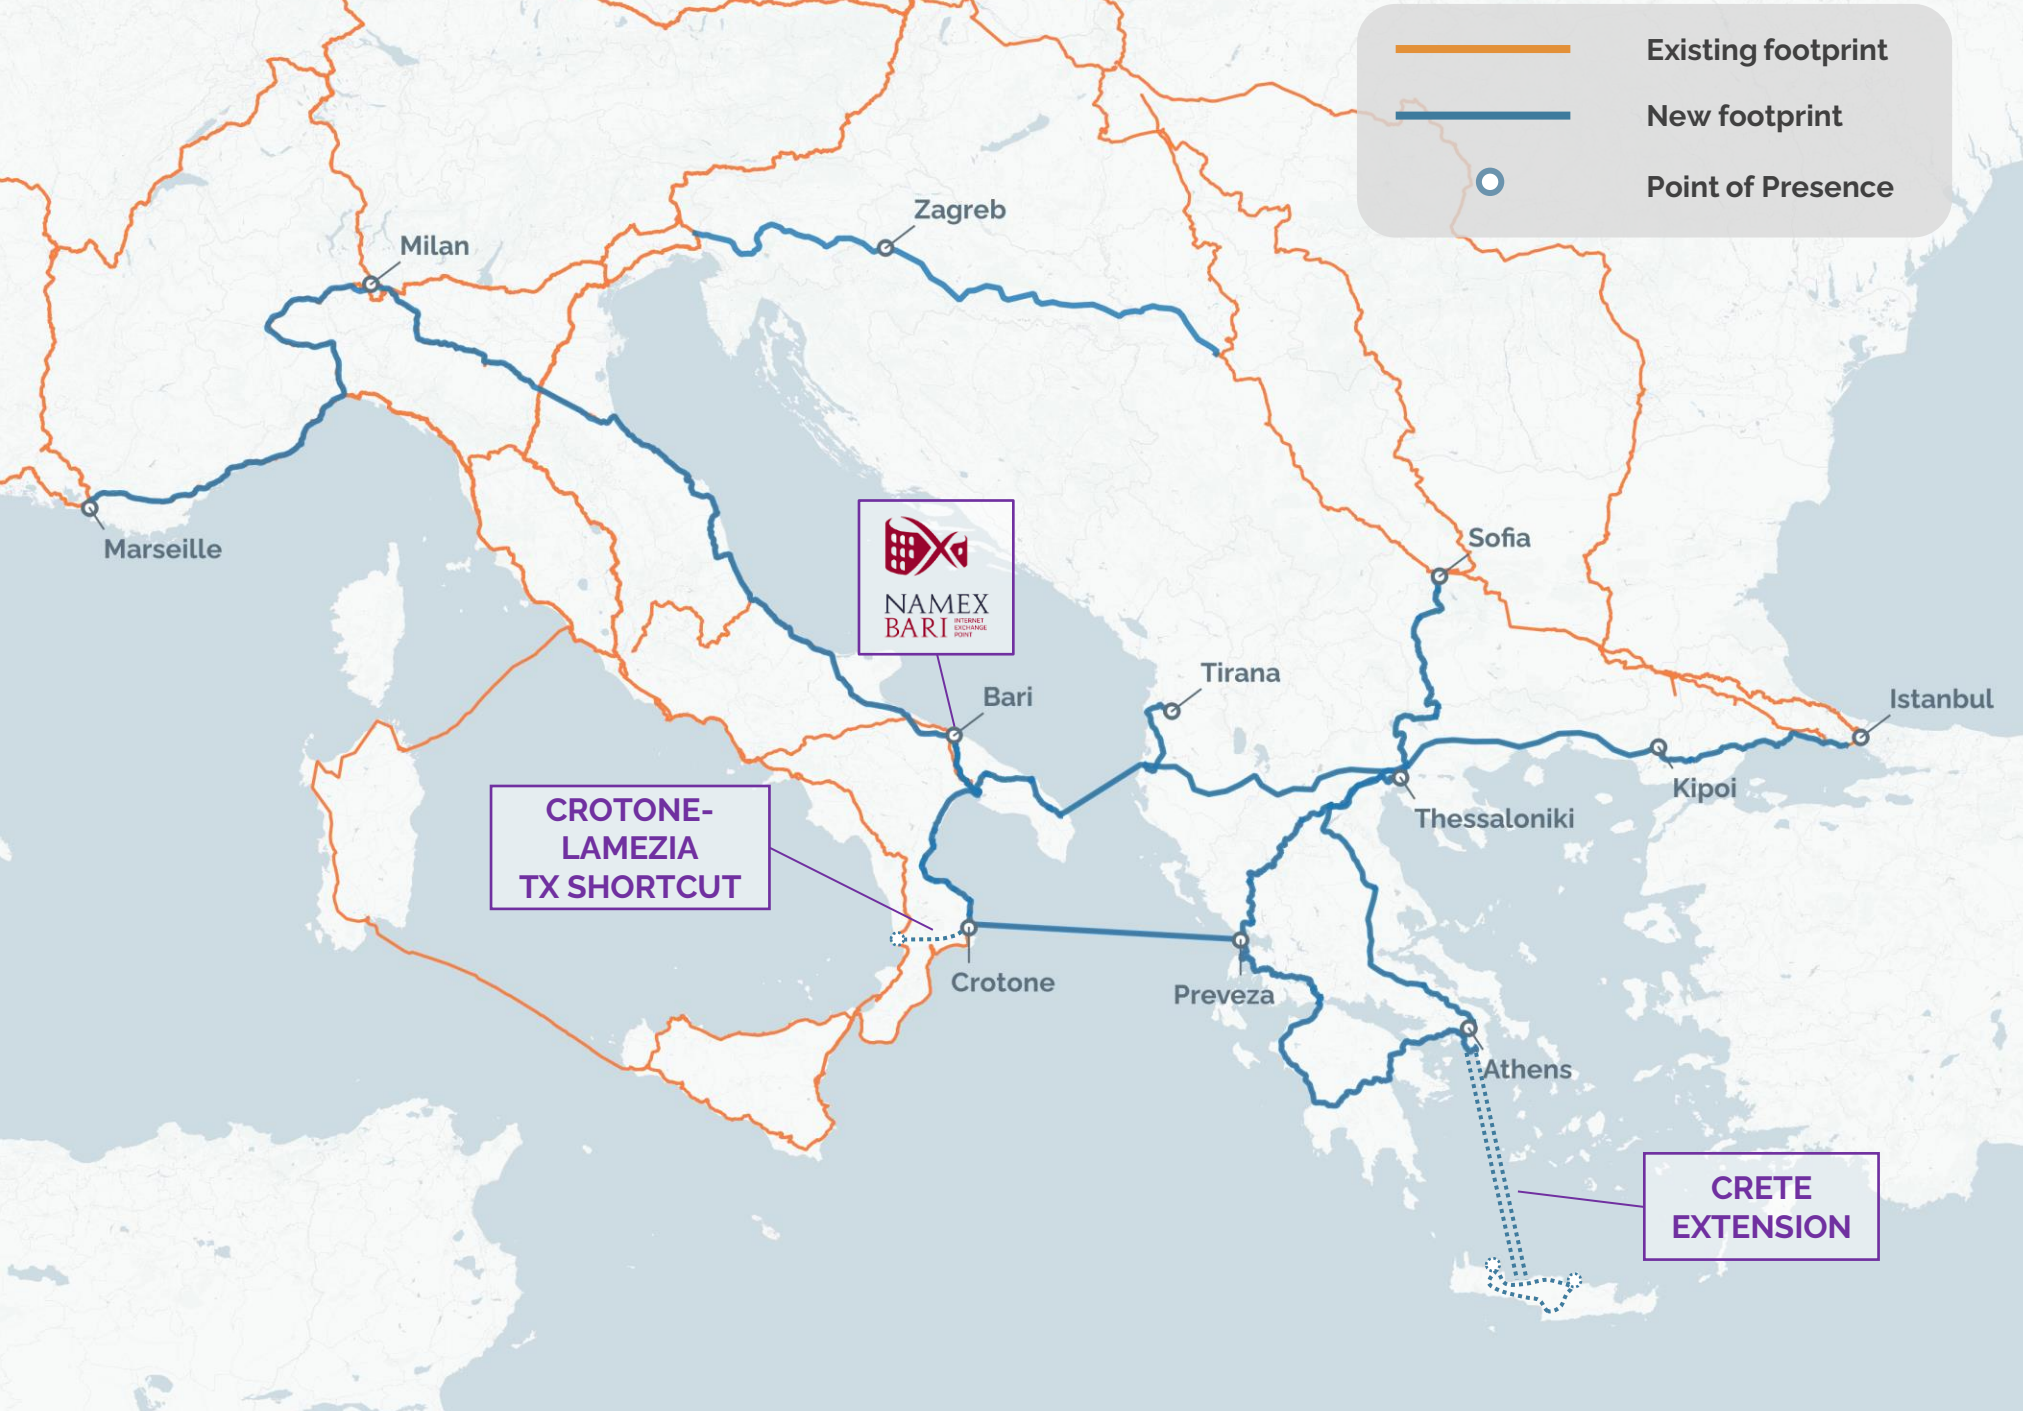 Existing footprint
New footprint
Point of Presence
Zagreb
Milan
Marseille
Sofia
NAMEX
BARI INTERNET
EXCHANGE
POINT
Tirana
Bari
Istanbul
Kipoi
Thessaloniki
CROTONE-
LAMEZIA
TX SHORTCUT
Crotone
Preveza
Athens
CRETE
EXTENSION